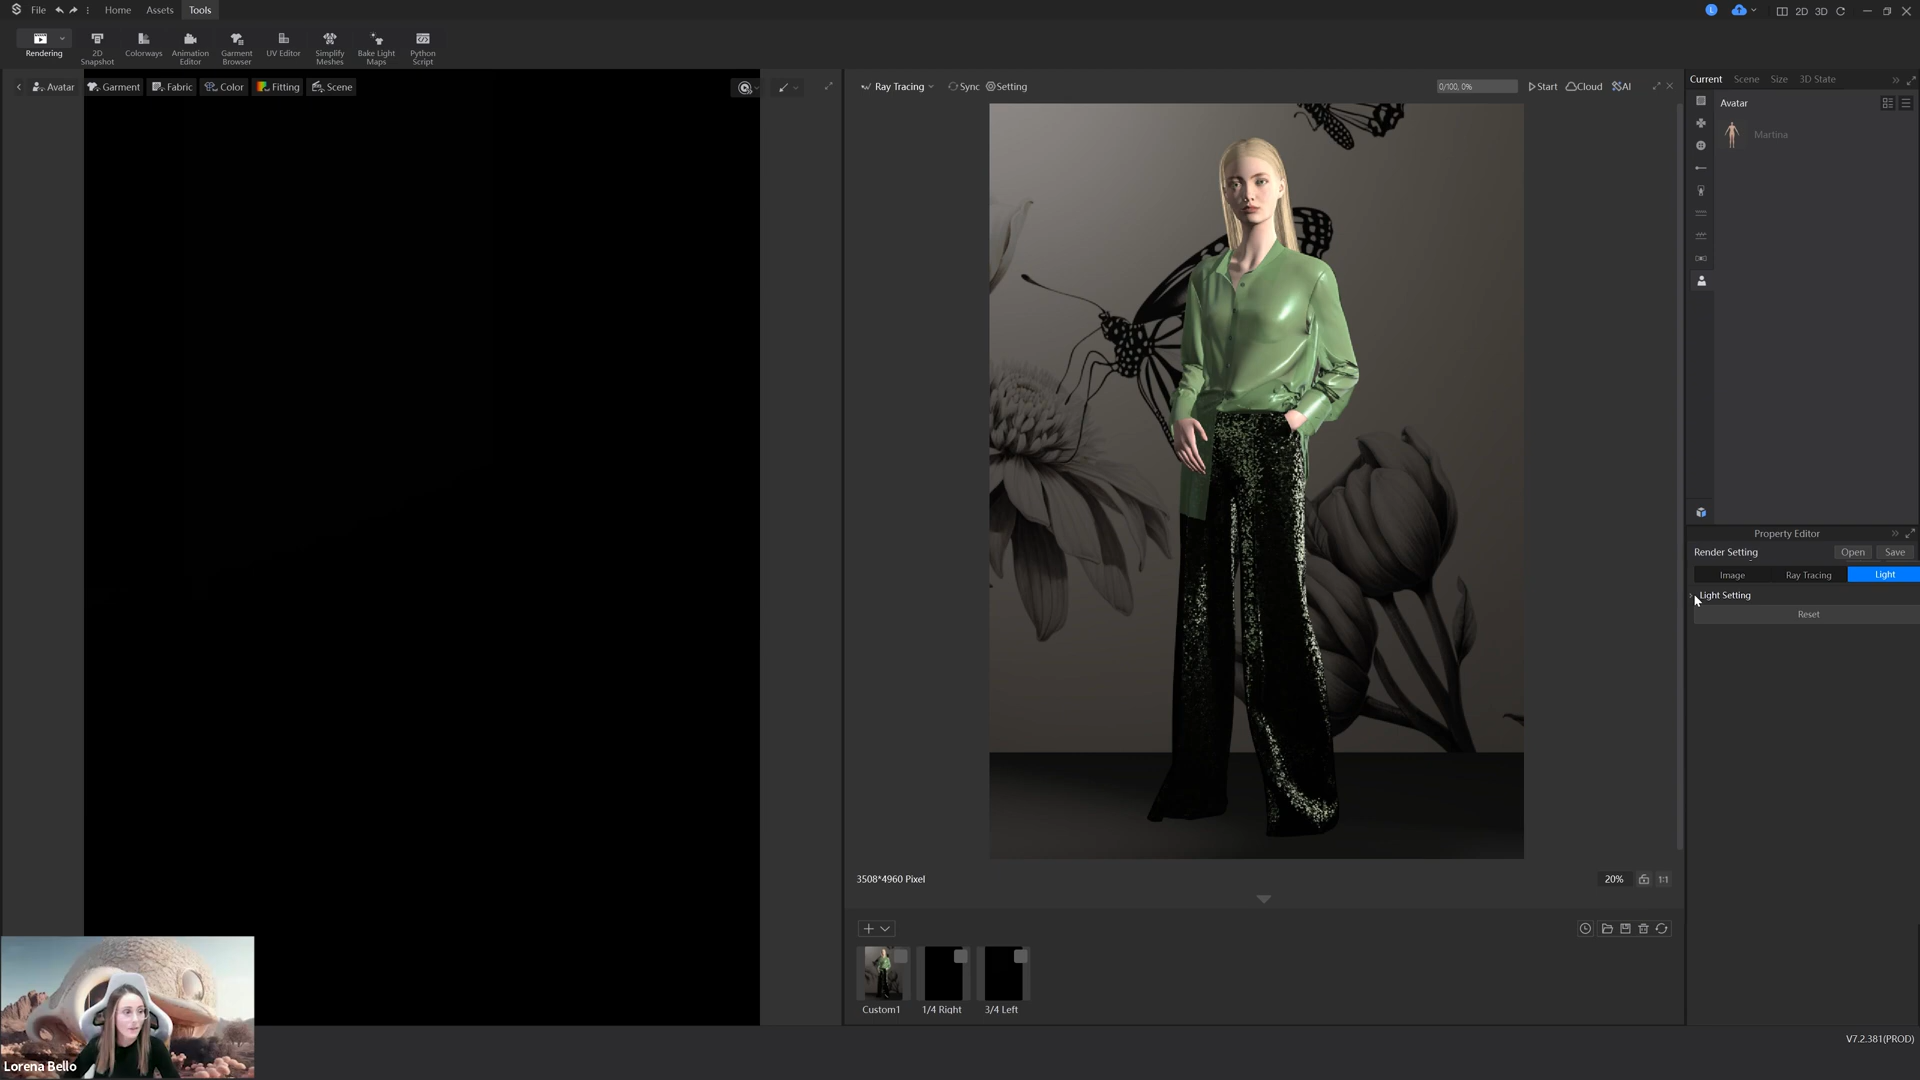 File Home Assets Tools
L 2D 3D
Rendering 2D Snapshot Colorways Animation Editor Garment Browser UV Editor Simplify Meshes Bake Light Maps Python Script
Avatar Garment Fabric Color Fitting Scene
Ray Tracing Sync Setting 0/100, 0% Start Cloud AI
Current Scene Size 3D State
Avatar
Martina
Property Editor
Render Setting Open Save
Image Ray Tracing Light
Light Setting
Reset
3508*4960 Pixel 20% 1:1
Custom1 1/4 Right 3/4 Left
Lorena Bello
V7.2.381(PROD)